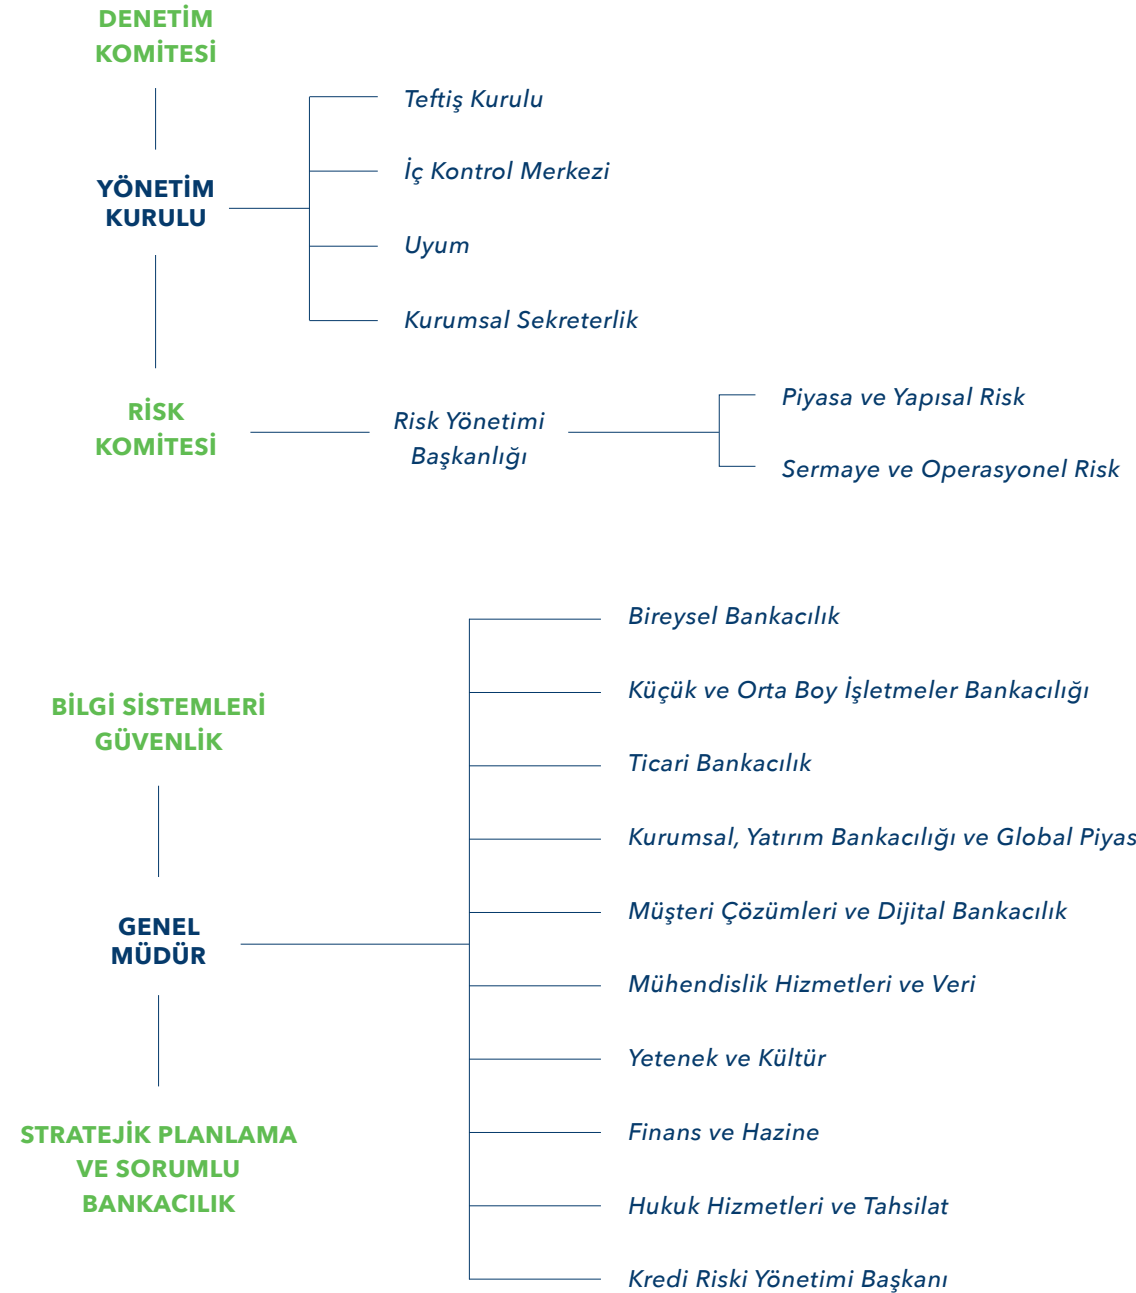 DENETİM
KOMİTESİ
Teftiş Kurulu
İç Kontrol Merkezi
YÖNETİM
KURULU
Uyum
Kurumsal Sekreterlik
RİSK
KOMİTESİ
Risk Yönetimi
Başkanlığı
Piyasa ve Yapısal Risk
Sermaye ve Operasyonel Risk
BİLGİ SİSTEMLERİ
GÜVENLİK
GENEL
MÜDÜR
STRATEJİK PLANLAMA
VE SORUMLU
BANKACILIK
Bireysel Bankacılık
Küçük ve Orta Boy İşletmeler Bankacılığı
Ticari Bankacılık
Kurumsal, Yatırım Bankacılığı ve Global Piyas
Müşteri Çözümleri ve Dijital Bankacılık
Mühendislik Hizmetleri ve Veri
Yetenek ve Kültür
Finans ve Hazine
Hukuk Hizmetleri ve Tahsilat
Kredi Riski Yönetimi Başkanı